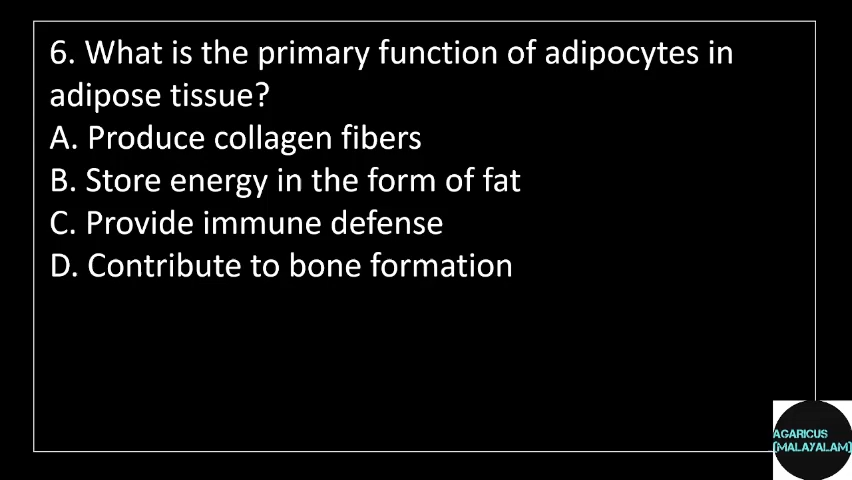 6. What is the primary function of adipocytes in
adipose tissue?
A. Produce collagen fibers
B. Store energy in the form of fat
C. Provide immune defense
D. Contribute to bone formation
AGARICUS
(MALAYALAM)